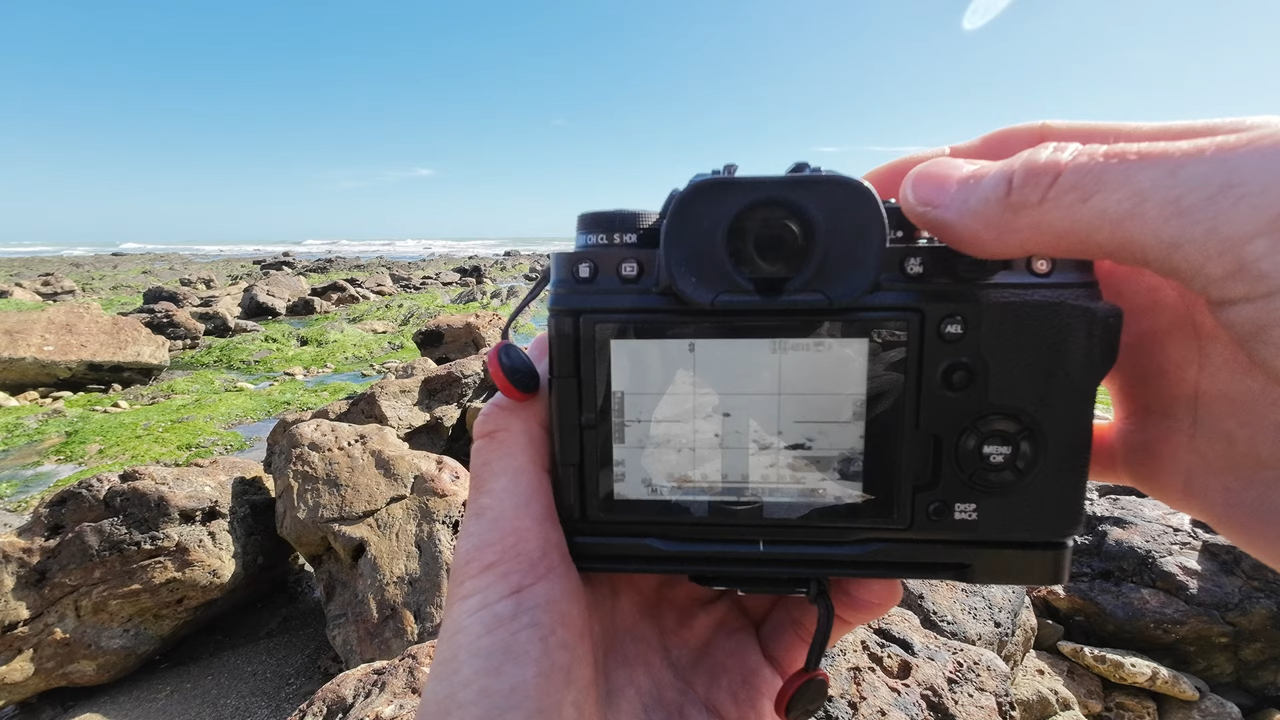 CH CL S HDR
AF
ON
Q
AEL
MENU
OK
DISP
BACK
M